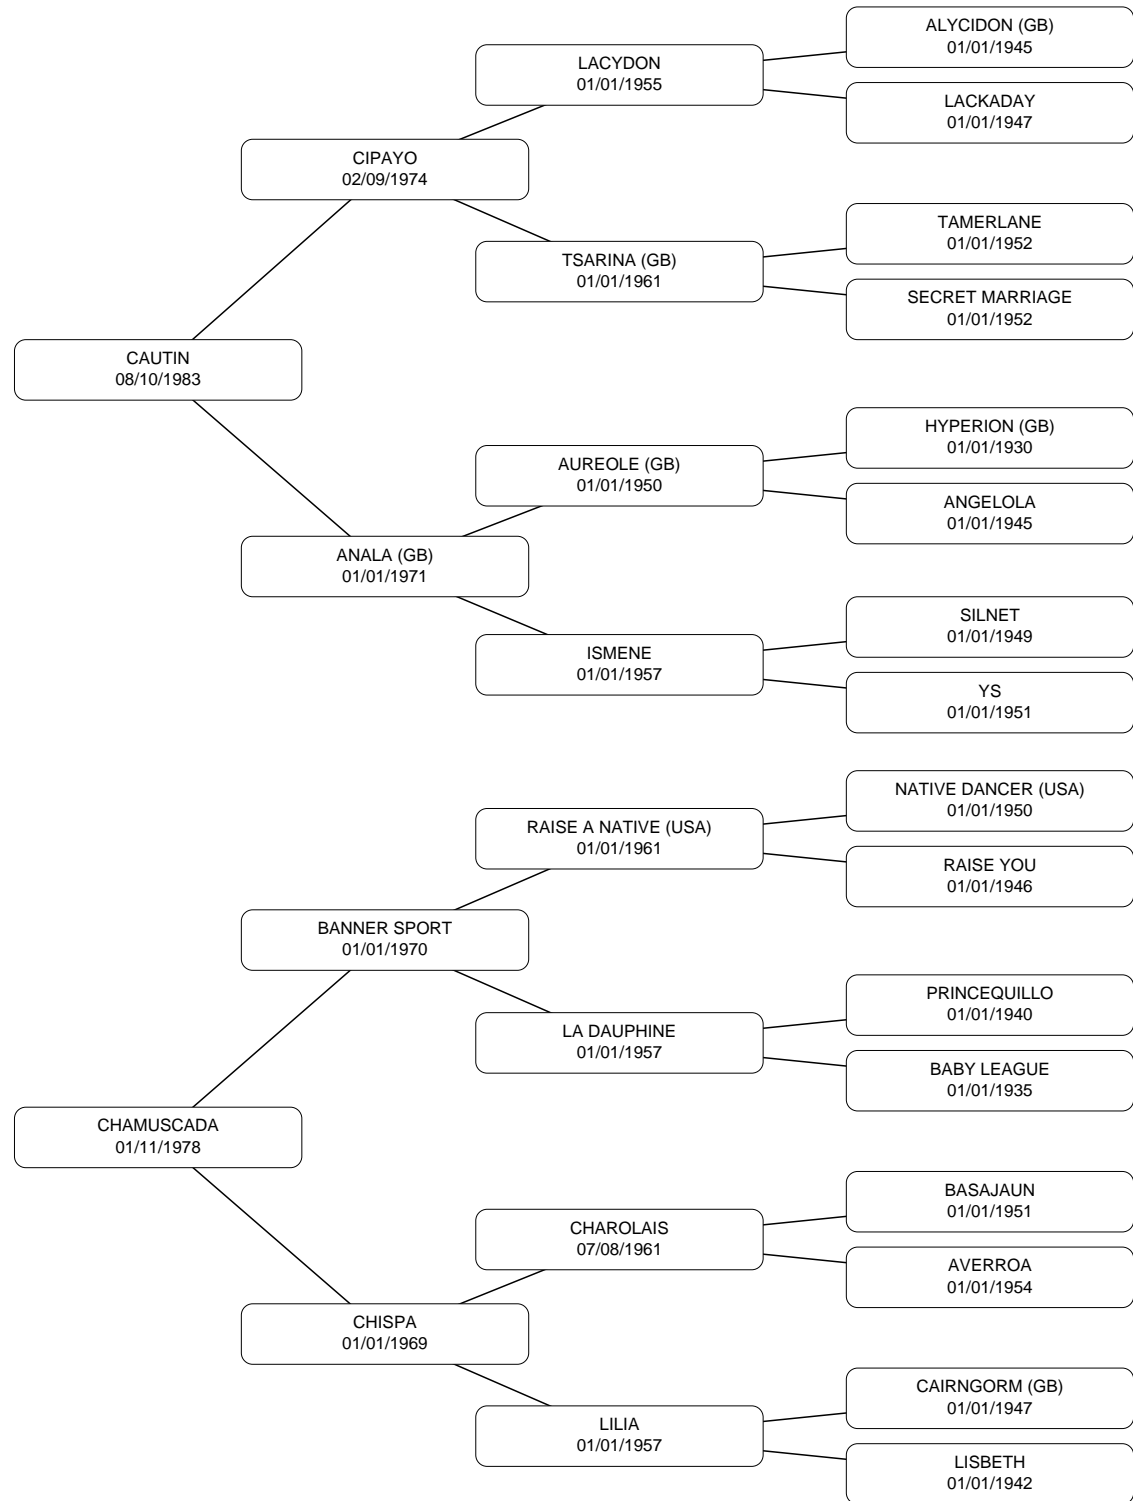 ALYCIDON (GB)
01/01/1945
LACYDON
01/01/1955
LACKADAY
01/01/1947
CIPAYO
02/09/1974
TAMERLANE
01/01/1952
TSARINA (GB)
01/01/1961
SECRET MARRIAGE
01/01/1952
CAUTIN
08/10/1983
HYPERION (GB)
01/01/1930
AUREOLE (GB)
01/01/1950
ANGELOLA
01/01/1945
ANALA (GB)
01/01/1971
SILNET
01/01/1949
ISMENE
01/01/1957
YS
01/01/1951
NATIVE DANCER (USA)
01/01/1950
RAISE A NATIVE (USA)
01/01/1961
RAISE YOU
01/01/1946
BANNER SPORT
01/01/1970
PRINCEQUILLO
01/01/1940
LA DAUPHINE
01/01/1957
BABY LEAGUE
01/01/1935
CHAMUSCADA
01/11/1978
BASAJAUN
01/01/1951
CHAROLAIS
07/08/1961
AVERROA
01/01/1954
CHISPA
01/01/1969
CAIRNGORM (GB)
01/01/1947
LILIA
01/01/1957
LISBETH
01/01/1942